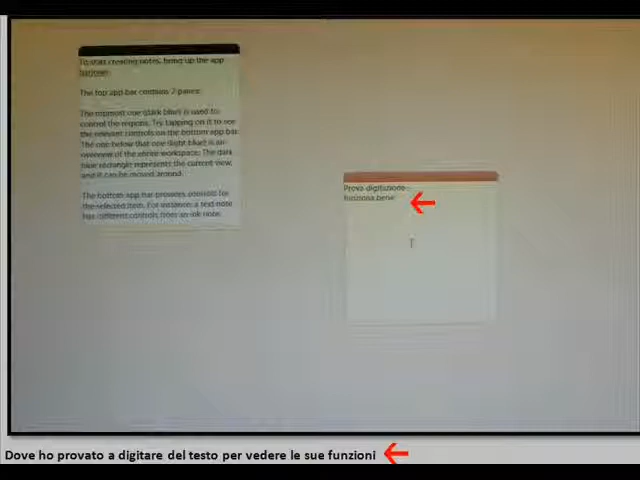 To start creating notes, bring up the app
bar(one)
The top app bar contains 2 panes:
The topmost one (dark blue) is used to
control the regions. Try tapping on it to see
the relevant controls on the bottom app bar.
The one below that one (light blue) is an
overview of the entire workspace. The dark
blue rectangle represents the current view,
and it can be moved around.
The bottom app bar provides controls for
the selected item. For instance: a text note
has different controls from an ink note.
Prova digitazione :
funziona bene
Dove ho provato a digitare del testo per vedere le sue funzioni